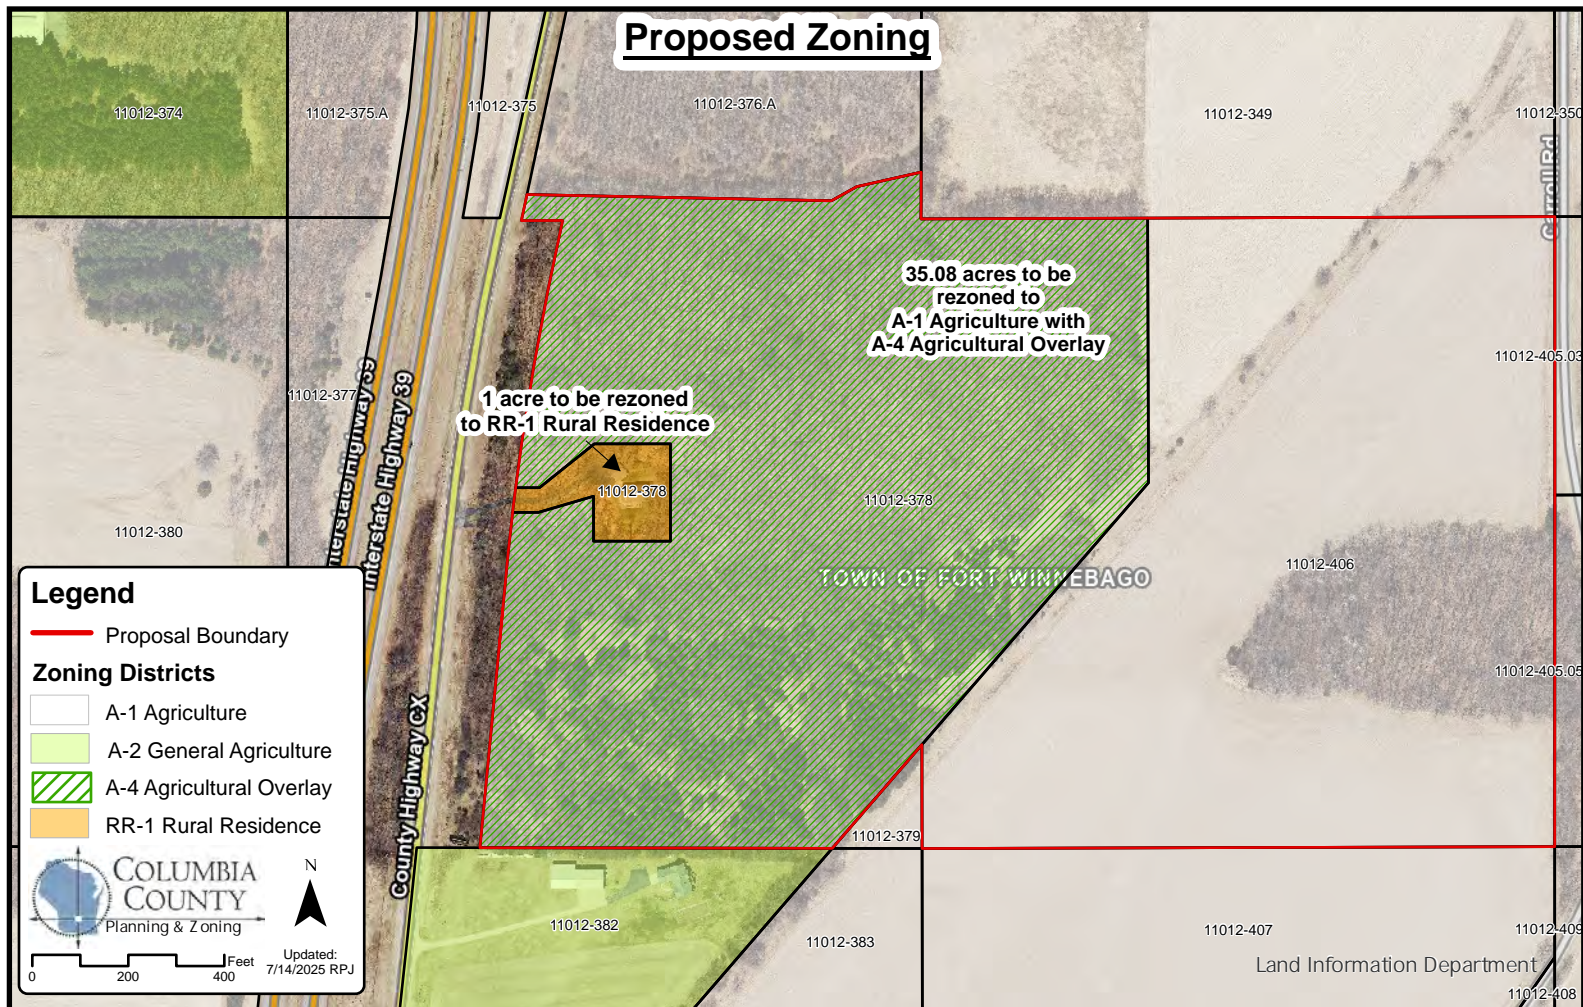 Proposed Zoning
11012-374
11012-375.A
11012-375
11012-376.A
11012-349
11012-350
Carroll Rd
35.08 acres to be
rezoned to
A-1 Agriculture with
A-4 Agricultural Overlay
11012-405.03
11012-377
Interstate Highway 39
Interstate Highway 39
1 acre to be rezoned
to RR-1 Rural Residence
11012-378
11012-378
11012-380
TOWN OF FORT WINNEBAGO
11012-406
11012-405.05
County Highway CX
11012-379
11012-382
11012-383
11012-407
11012-409
11012-408
Land Information Department
Legend
Proposal Boundary
Zoning Districts
A-1 Agriculture
A-2 General Agriculture
A-4 Agricultural Overlay
RR-1 Rural Residence
COLUMBIA
COUNTY
Planning & Zoning
N
Updated:
7/14/2025 RPJ
Feet
0 200 400